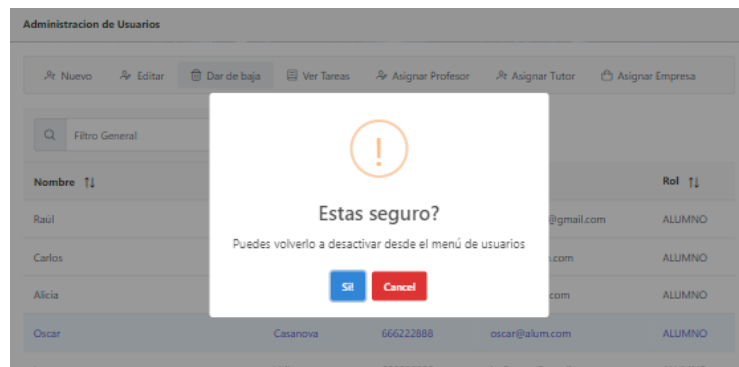 Administracion de Usuarios
Nuevo Editar Dar de baja Ver Tareas Asignar Profesor Asignar Tutor Asignar Empresa
Filtro General
Nombre Rol
Estas seguro?
Puedes volverlo a desactivar desde el menú de usuarios
Si! Cancel
Raúl @gmail.com ALUMNO
Carlos .com ALUMNO
Alicia .com ALUMNO
Oscar Casanova 666222888 oscar@alum.com ALUMNO